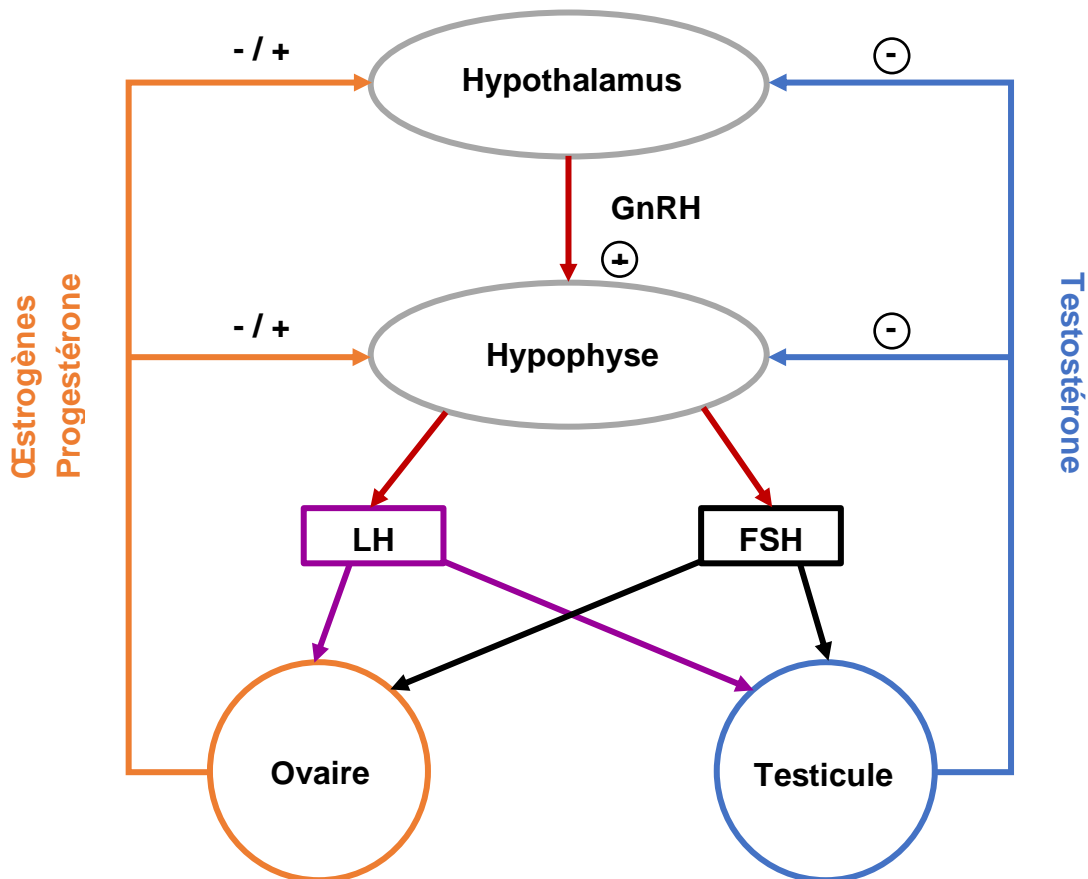 - / +
-
Hypothalamus
GnRH
+
Œstrogènes
Progestérone
Testostérone
- / +
-
Hypophyse
LH
FSH
Ovaire
Testicule